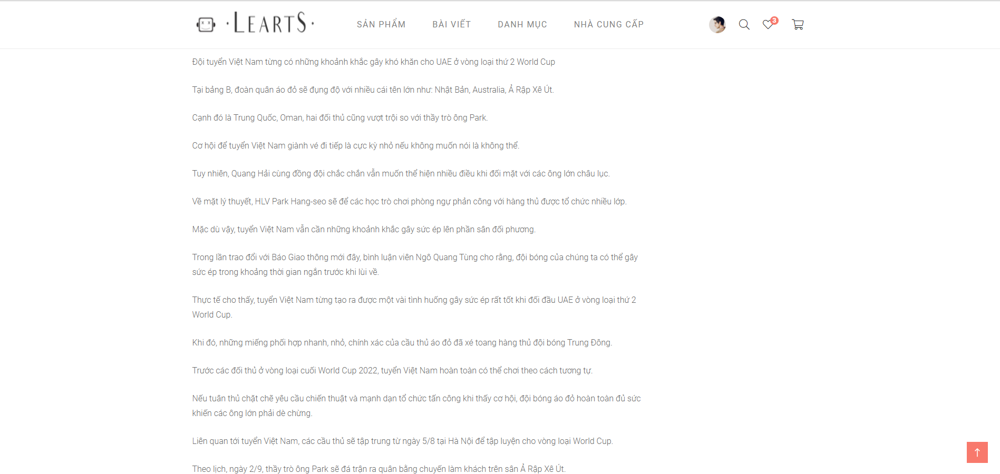 ·LEARTS·
SẢN PHẨM
BÀI VIẾT
DANH MỤC
NHÀ CUNG CẤP
3
Đội tuyển Việt Nam từng có những khoảnh khắc gây khó khăn cho UAE ở vòng loại thứ 2 World Cup
Tại bảng B, đoàn quân áo đỏ sẽ đụng độ với nhiều cái tên lớn như: Nhật Bản, Australia, Ả Rập Xê Út.
Cạnh đó là Trung Quốc, Oman, hai đối thủ cũng vượt trội so với thầy trò ông Park.
Cơ hội để tuyển Việt Nam giành vé đi tiếp là cực kỳ nhỏ nếu không muốn nói là không thể.
Tuy nhiên, Quang Hải cùng đồng đội chắc chắn vẫn muốn thể hiện nhiều điều khi đối mặt với các ông lớn châu lục.
Về mặt lý thuyết, HLV Park Hang-seo sẽ để các học trò chơi phòng ngự phản công với hàng thủ được tổ chức nhiều lớp.
Mặc dù vậy, tuyển Việt Nam vẫn cần những khoảnh khắc gây sức ép lên phần sân đối phương.
Trong lần trao đổi với Báo Giao thông mới đây, bình luận viên Ngô Quang Tùng cho rằng, đội bóng của chúng ta có thể gây
sức ép trong khoảng thời gian ngắn trước khi lùi về.
Thực tế cho thấy, tuyển Việt Nam từng tạo ra được một vài tình huống gây sức ép rất tốt khi đối đầu UAE ở vòng loại thứ 2
World Cup.
Khi đó, những miếng phối hợp nhanh, nhỏ, chính xác của cầu thủ áo đỏ đã xé toang hàng thủ đội bóng Trung Đông.
Trước các đối thủ ở vòng loại cuối World Cup 2022, tuyển Việt Nam hoàn toàn có thể chơi theo cách tương tự.
Nếu tuân thủ chặt chẽ yêu cầu chiến thuật và mạnh dạn tổ chức tấn công khi thấy cơ hội, đội bóng áo đỏ hoàn toàn đủ sức
khiến các ông lớn phải dè chừng.
Liên quan tới tuyển Việt Nam, các cầu thủ sẽ tập trung từ ngày 5/8 tại Hà Nội để tập luyện cho vòng loại World Cup.
Theo lịch, ngày 2/9, thầy trò ông Park sẽ đá trận ra quân bằng chuyến làm khách trên sân Ả Rập Xê Út.